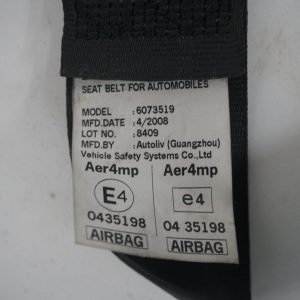 SEAT BELT FOR AUTOMOBILES
MODEL : 6073519
MFD.DATE : 4/2008
LOT NO. : 8409
MFD.BY : Autoliv (Guangzhou)
Vehicle Safety Systems Co.,Ltd
Aer4mp Aer4mp
E4 e4
0435198 04 35198
AIRBAG AIRBAG